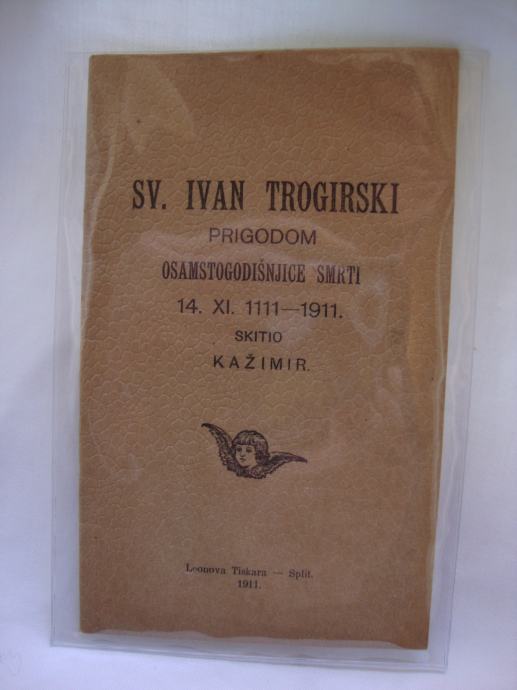 SV. IVAN TROGIRSKI
PRIGODOM
OSAMSTOGODIŠNJICE SMRTI
14. XI. 1111—1911.
SKITIO
KAŽIMIR.
Leonova Tiskara — Split.
1911.